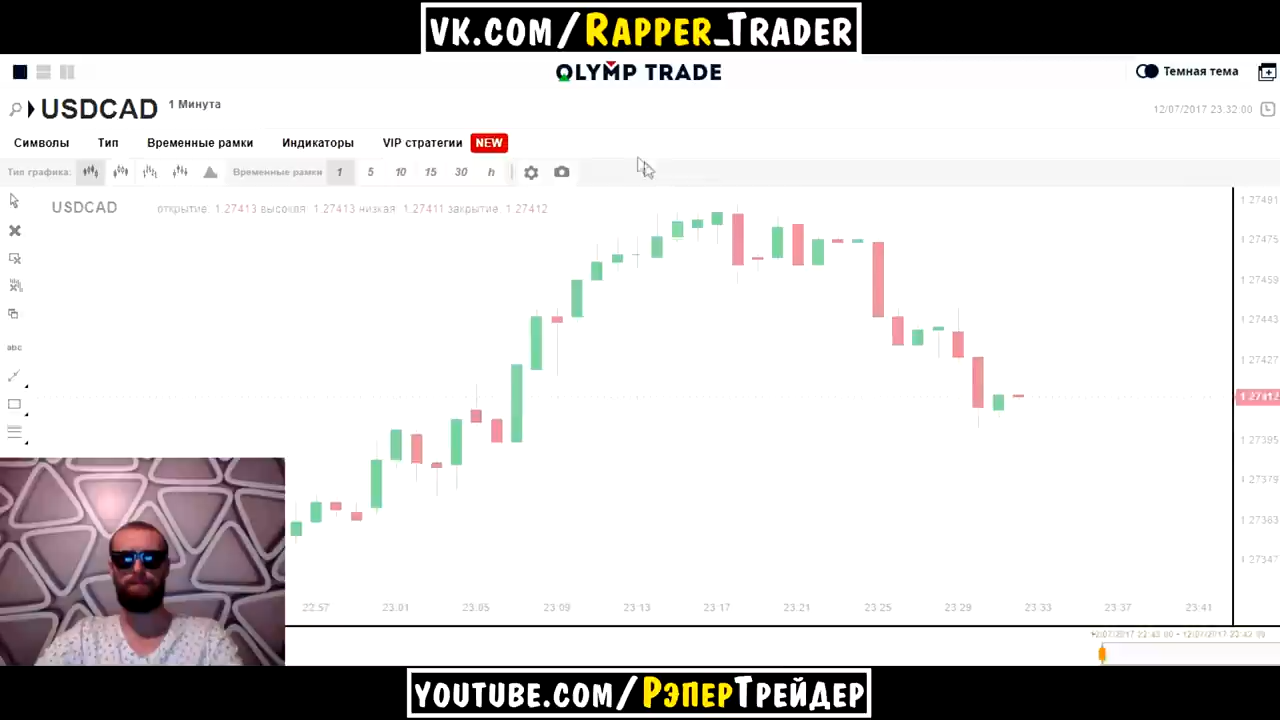 VK.COM/RAPPER_TRADER
OLYMP TRADE
Темная тема
USDCAD 1 Минута
12/07/2017 23.32.00
Символы Тип Временные рамки Индикаторы VIP стратегии NEW
Тип графика: Временные рамки 1 5 10 15 30 h
USDCAD открытие 1.27413 высокая 1.27413 низкая 1.27411 закрытие 1.27412
1.27491
1.27475
1.27459
1.27443
1.27427
1.27412
1.27395
1.27379
1.27363
1.27347
abc
22:57 23.01 23.05 23:09 23:13 23:17 23.21 23:25 23:29 23:33 23:37 23:41
YOUTUBE.COM/РЭПЕРТРЕЙДЕР